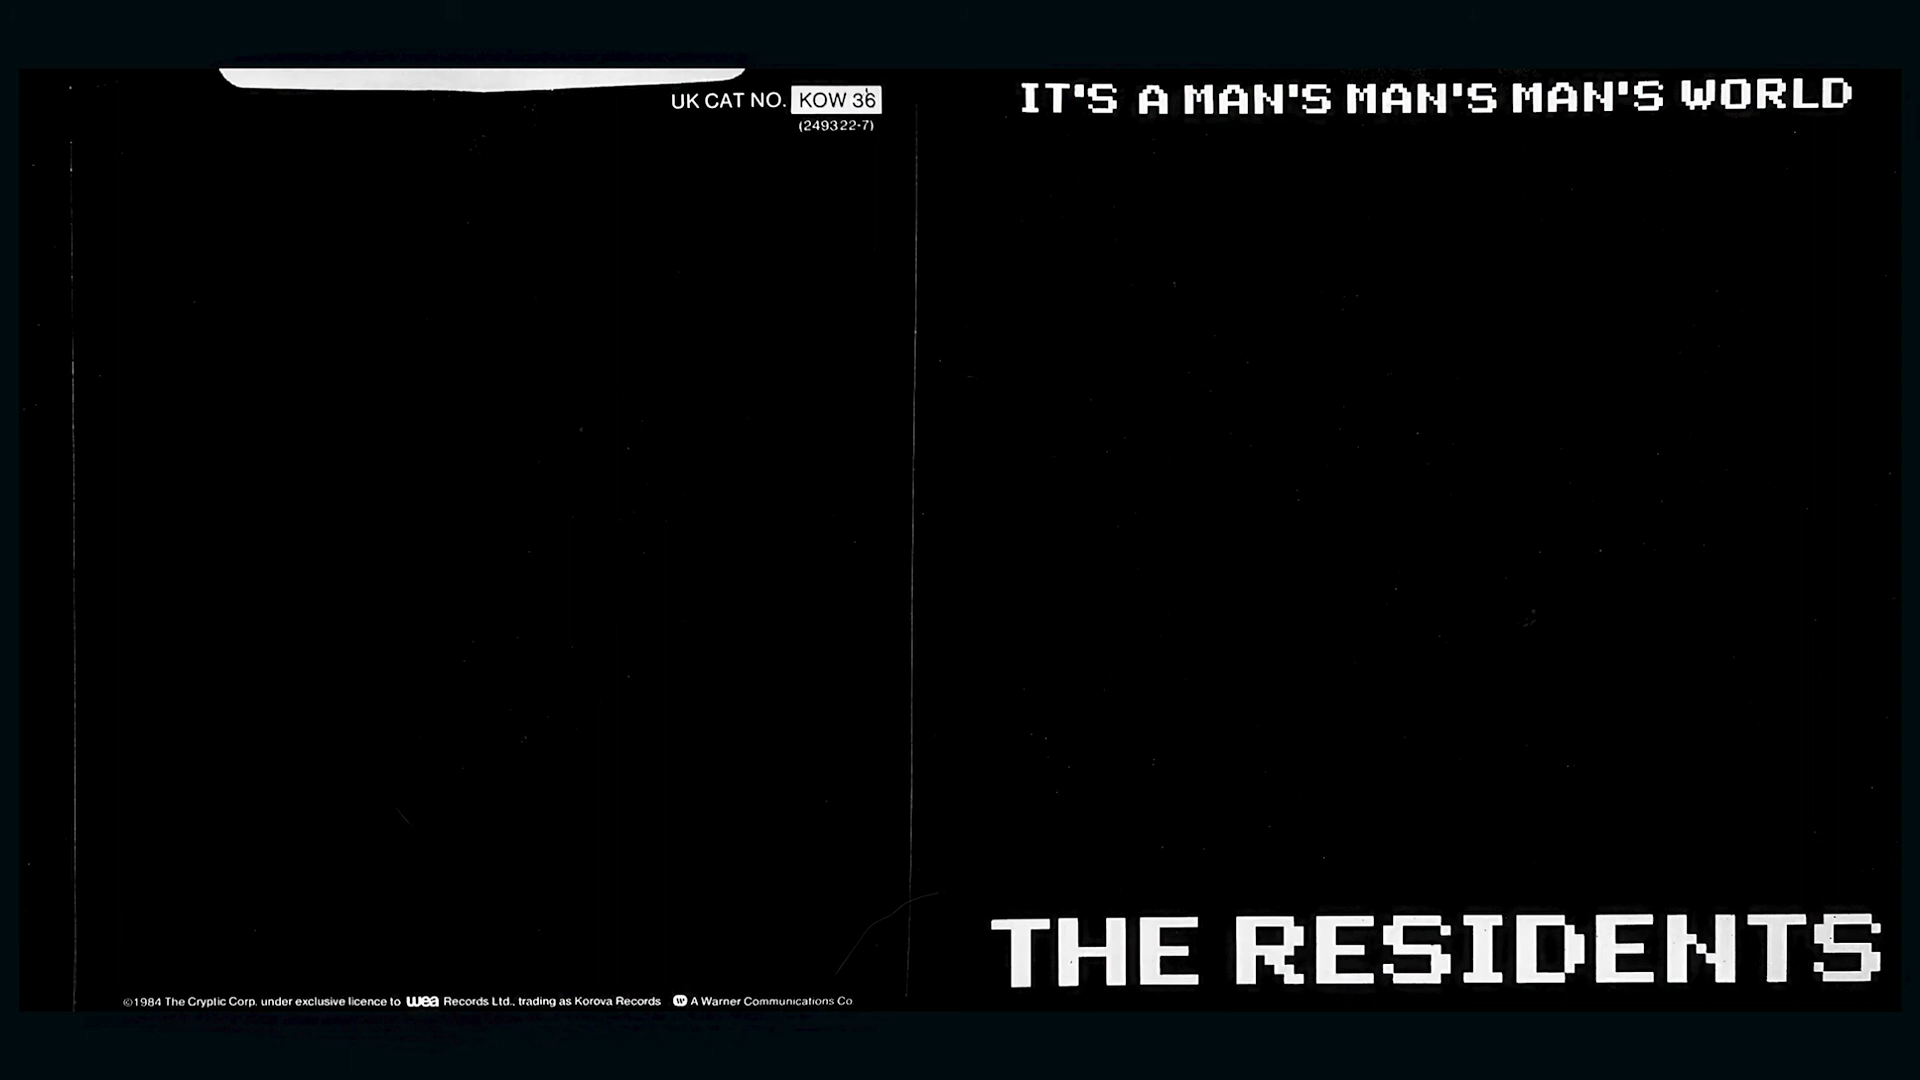 UK CAT NO. KOW 36
(249322-7)
©1984 The Cryptic Corp. under exclusive licence to wea Records Ltd., trading as Korova Records W A Warner Communications Co
IT'S A MAN'S MAN'S MAN'S WORLD
THE RESIDENTS